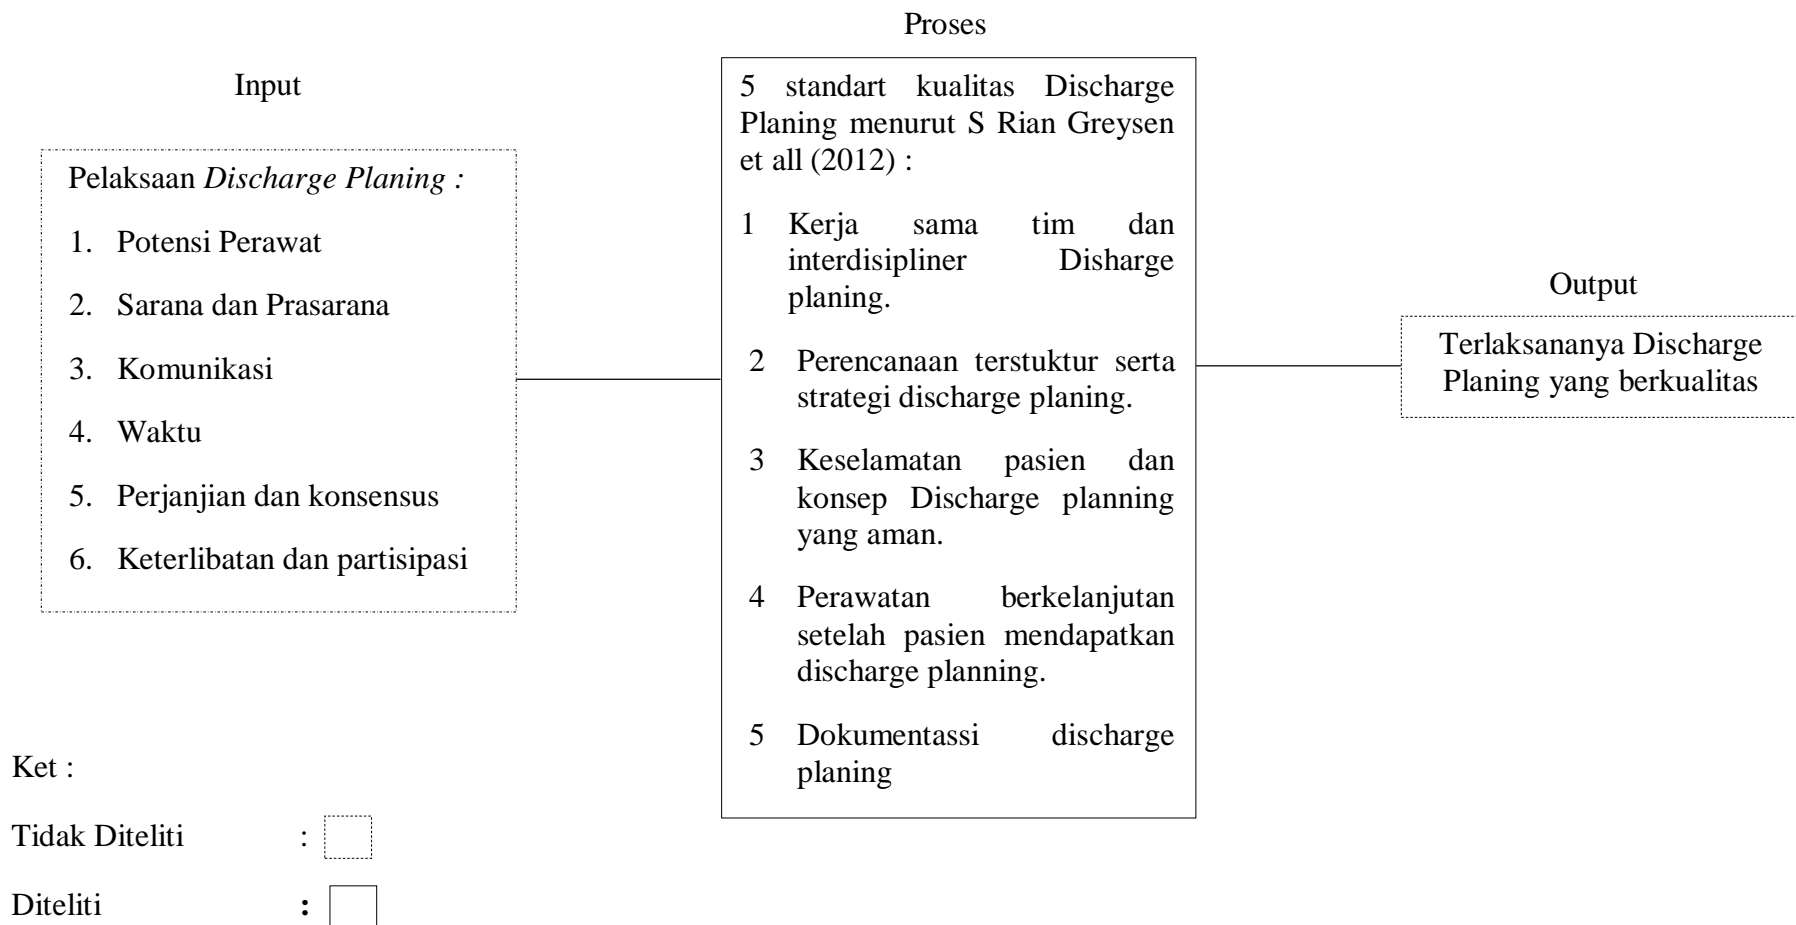 Input
Pelaksaan Discharge Planing :
1. Potensi Perawat
2. Sarana dan Prasarana
3. Komunikasi
4. Waktu
5. Perjanjian dan konsensus
6. Keterlibatan dan partisipasi
Proses
5 standart kualitas Discharge
Planing menurut S Rian Greysen
et all (2012) :
1 Kerja sama tim dan
interdisipliner Disharge
planing.
2 Perencanaan terstuktur serta
strategi discharge planing.
3 Keselamatan pasien dan
konsep Discharge planning
yang aman.
4 Perawatan berkelanjutan
setelah pasien mendapatkan
discharge planning.
5 Dokumentassi discharge
planing
Output
Terlaksananya Discharge
Planing yang berkualitas
Ket :
Tidak Diteliti :
Diteliti :